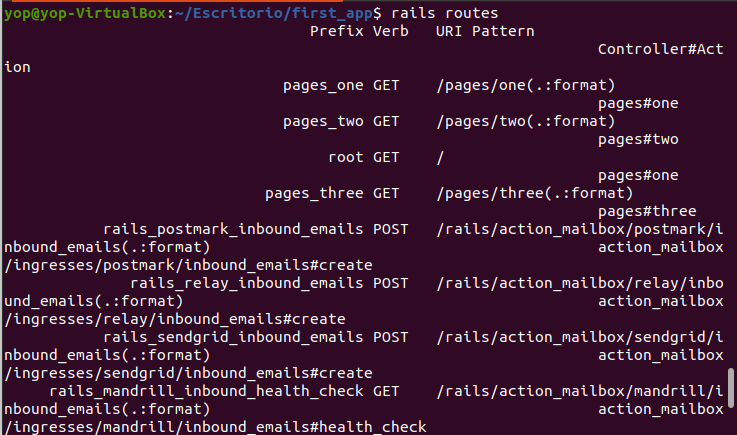 yop@yop-VirtualBox:~/Escritorio/first_app$ rails routes
Prefix Verb URI Pattern
Controller#Act
ion
pages_one GET /pages/one(.:format)
pages#one
pages_two GET /pages/two(.:format)
pages#two
root GET /
pages#one
pages_three GET /pages/three(.:format)
pages#three
rails_postmark_inbound_emails POST /rails/action_mailbox/postmark/i
nbound_emails(.:format) action_mailbox
/ingresses/postmark/inbound_emails#create
rails_relay_inbound_emails POST /rails/action_mailbox/relay/inbo
und_emails(.:format) action_mailbox
/ingresses/relay/inbound_emails#create
rails_sendgrid_inbound_emails POST /rails/action_mailbox/sendgrid/i
nbound_emails(.:format) action_mailbox
/ingresses/sendgrid/inbound_emails#create
rails_mandrill_inbound_health_check GET /rails/action_mailbox/mandrill/i
nbound_emails(.:format) action_mailbox
/ingresses/mandrill/inbound_emails#health_check